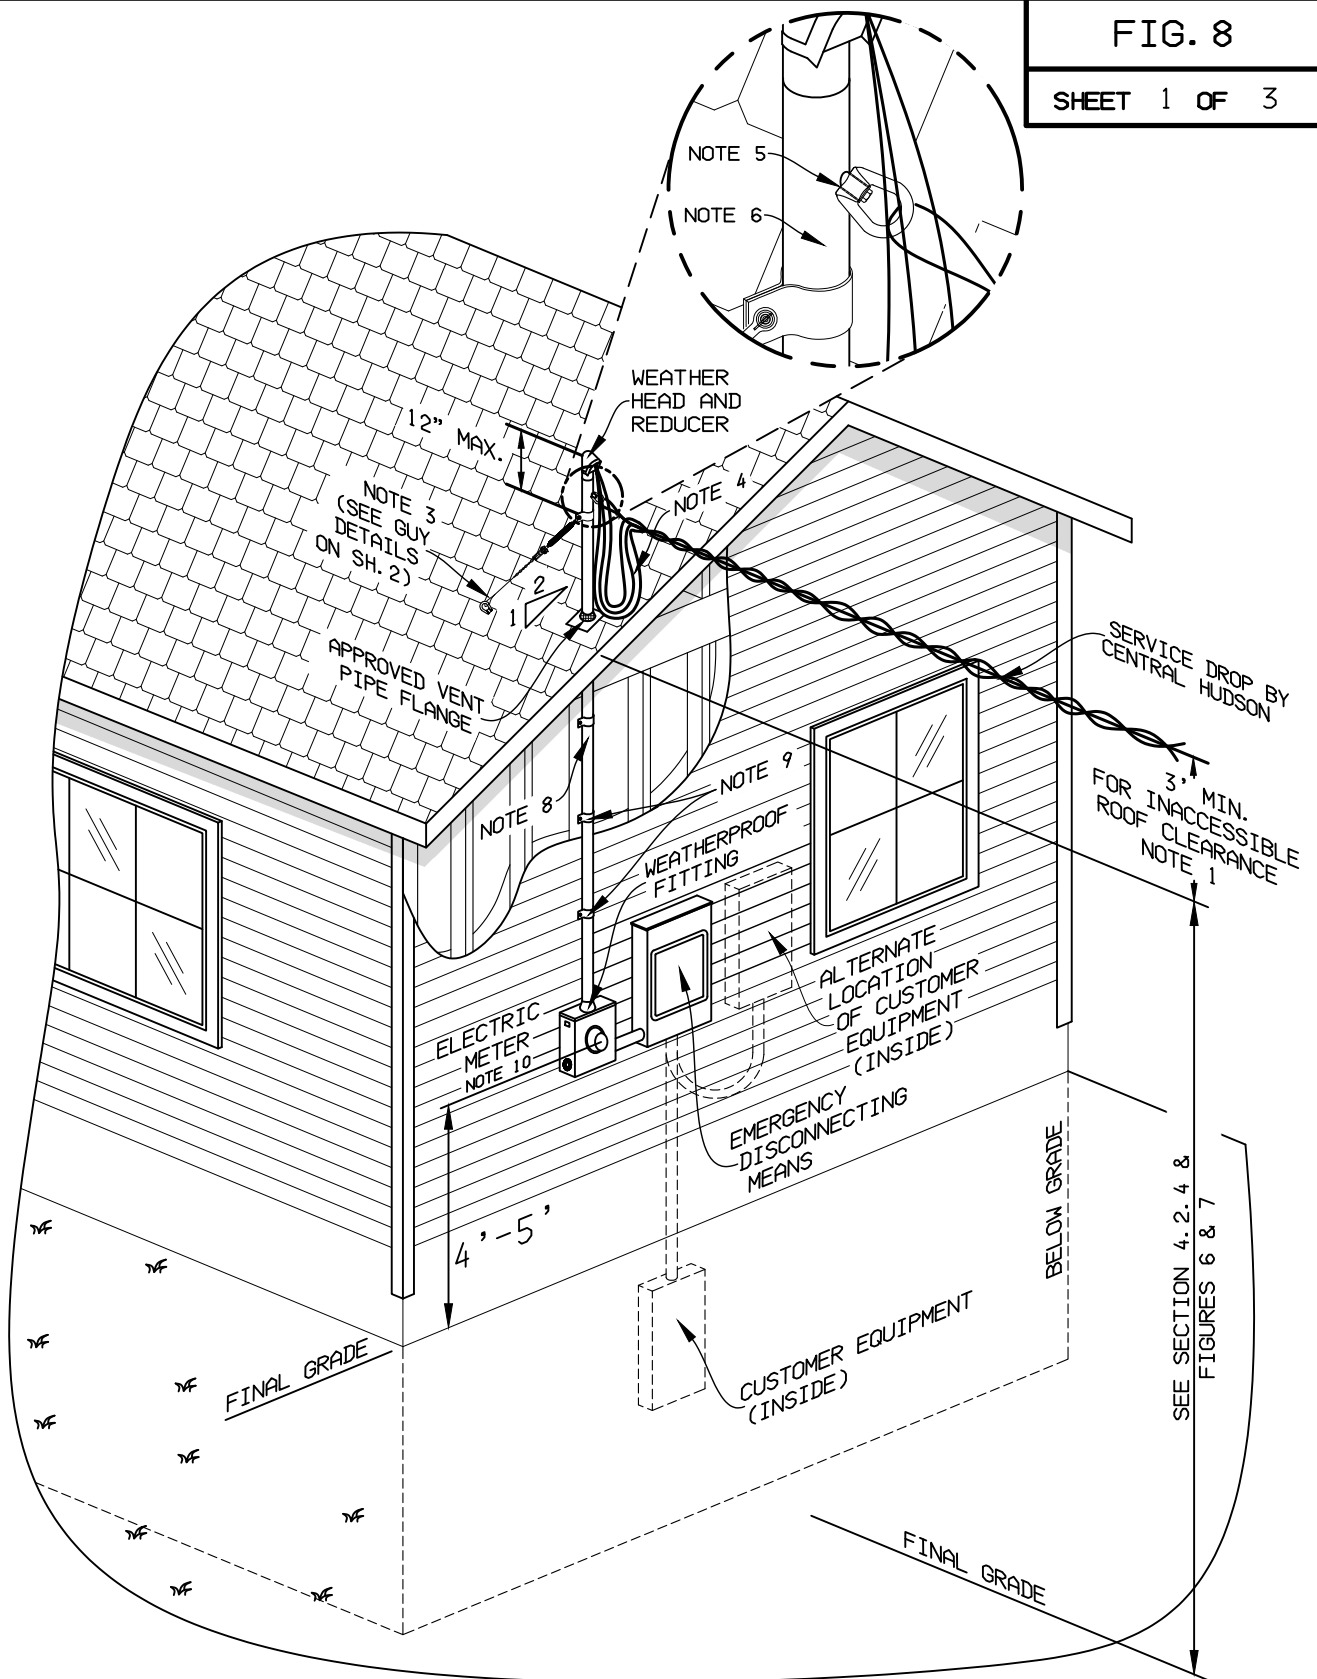 FIG. 8
SHEET 1 OF 3
NOTE 5
NOTE 6
WEATHER
HEAD AND
REDUCER
12" MAX.
NOTE 3
(SEE GUY
DETAILS
ON SH. 2)
NOTE 4
2
1
APPROVED VENT
PIPE FLANGE
SERVICE DROP BY
CENTRAL HUDSON
3' MIN.
FOR INACCESSIBLE
ROOF CLEARANCE
NOTE 1
NOTE 8
NOTE 9
WEATHERPROOF
FITTING
ELECTRIC
METER
NOTE 10
ALTERNATE
LOCATION
OF CUSTOMER
EQUIPMENT
(INSIDE)
EMERGENCY
DISCONNECTING
MEANS
4'-5'
BELOW GRADE
SEE SECTION 4.2.4 &
FIGURES 6 & 7
CUSTOMER EQUIPMENT
(INSIDE)
FINAL GRADE
FINAL GRADE